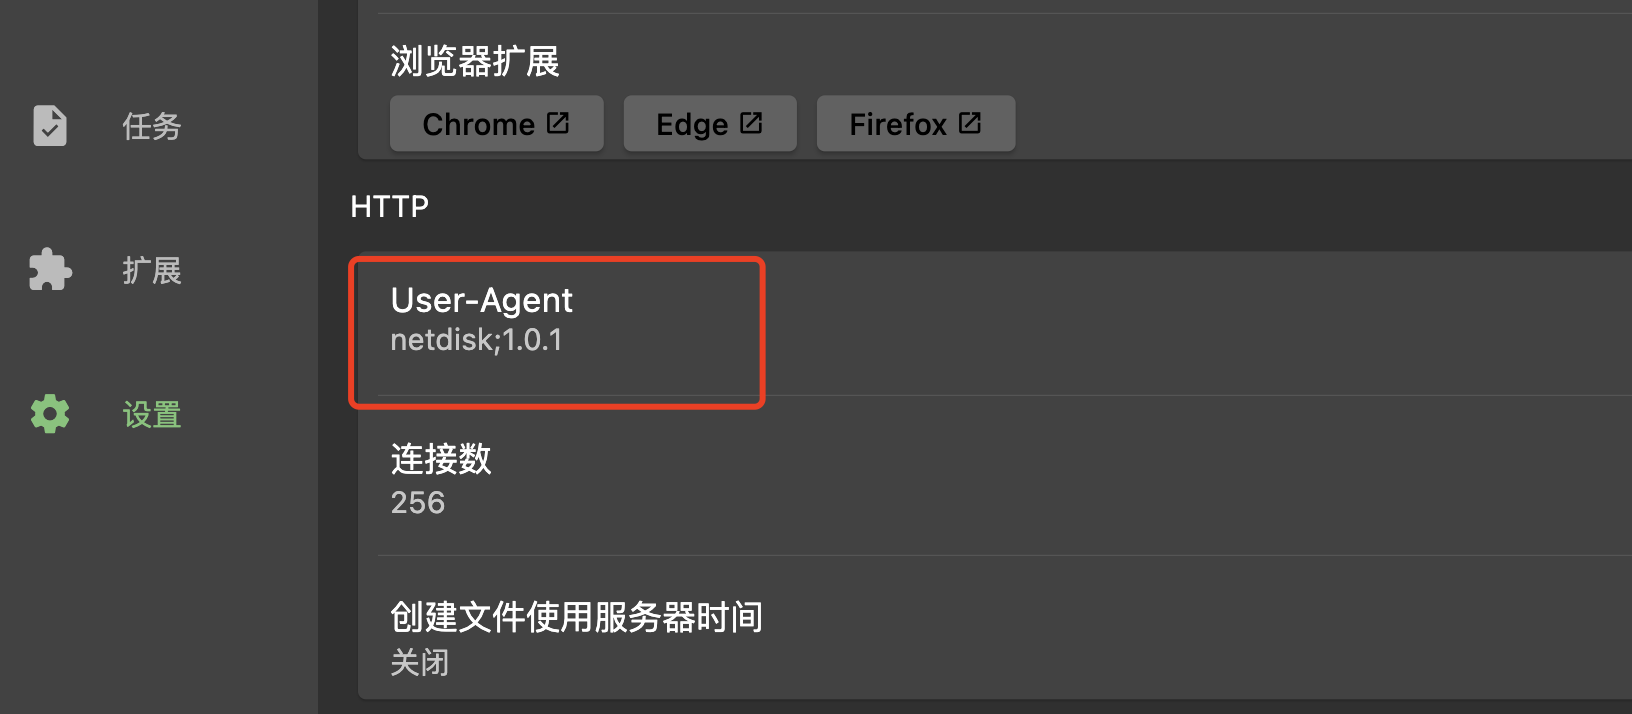 任务
扩展
设置
浏览器扩展
Chrome
Edge
Firefox
HTTP
User-Agent
netdisk;1.0.1
连接数
256
创建文件使用服务器时间
关闭